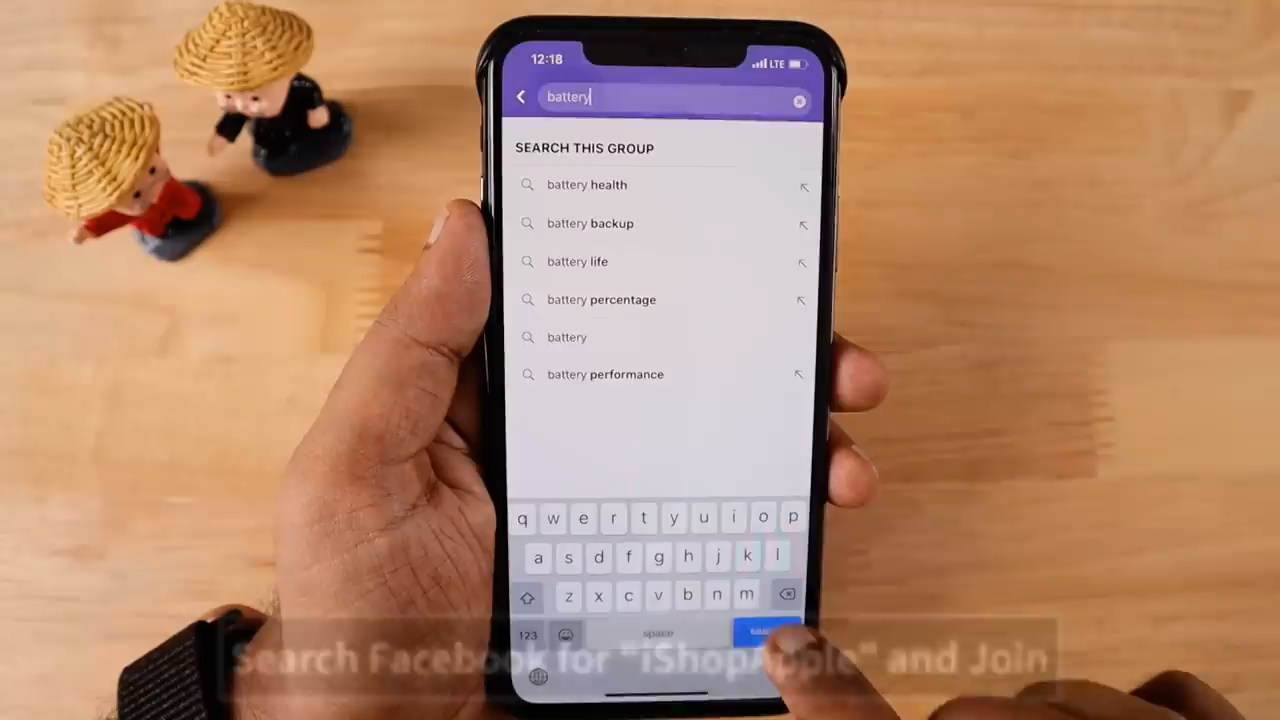 12:18
LTE
battery
SEARCH THIS GROUP
battery health
battery backup
battery life
battery percentage
battery
battery performance
q w e r t y u i o p
a s d f g h j k l
z x c v b n m
123 space
Search Facebook for "iShopApple" and Join